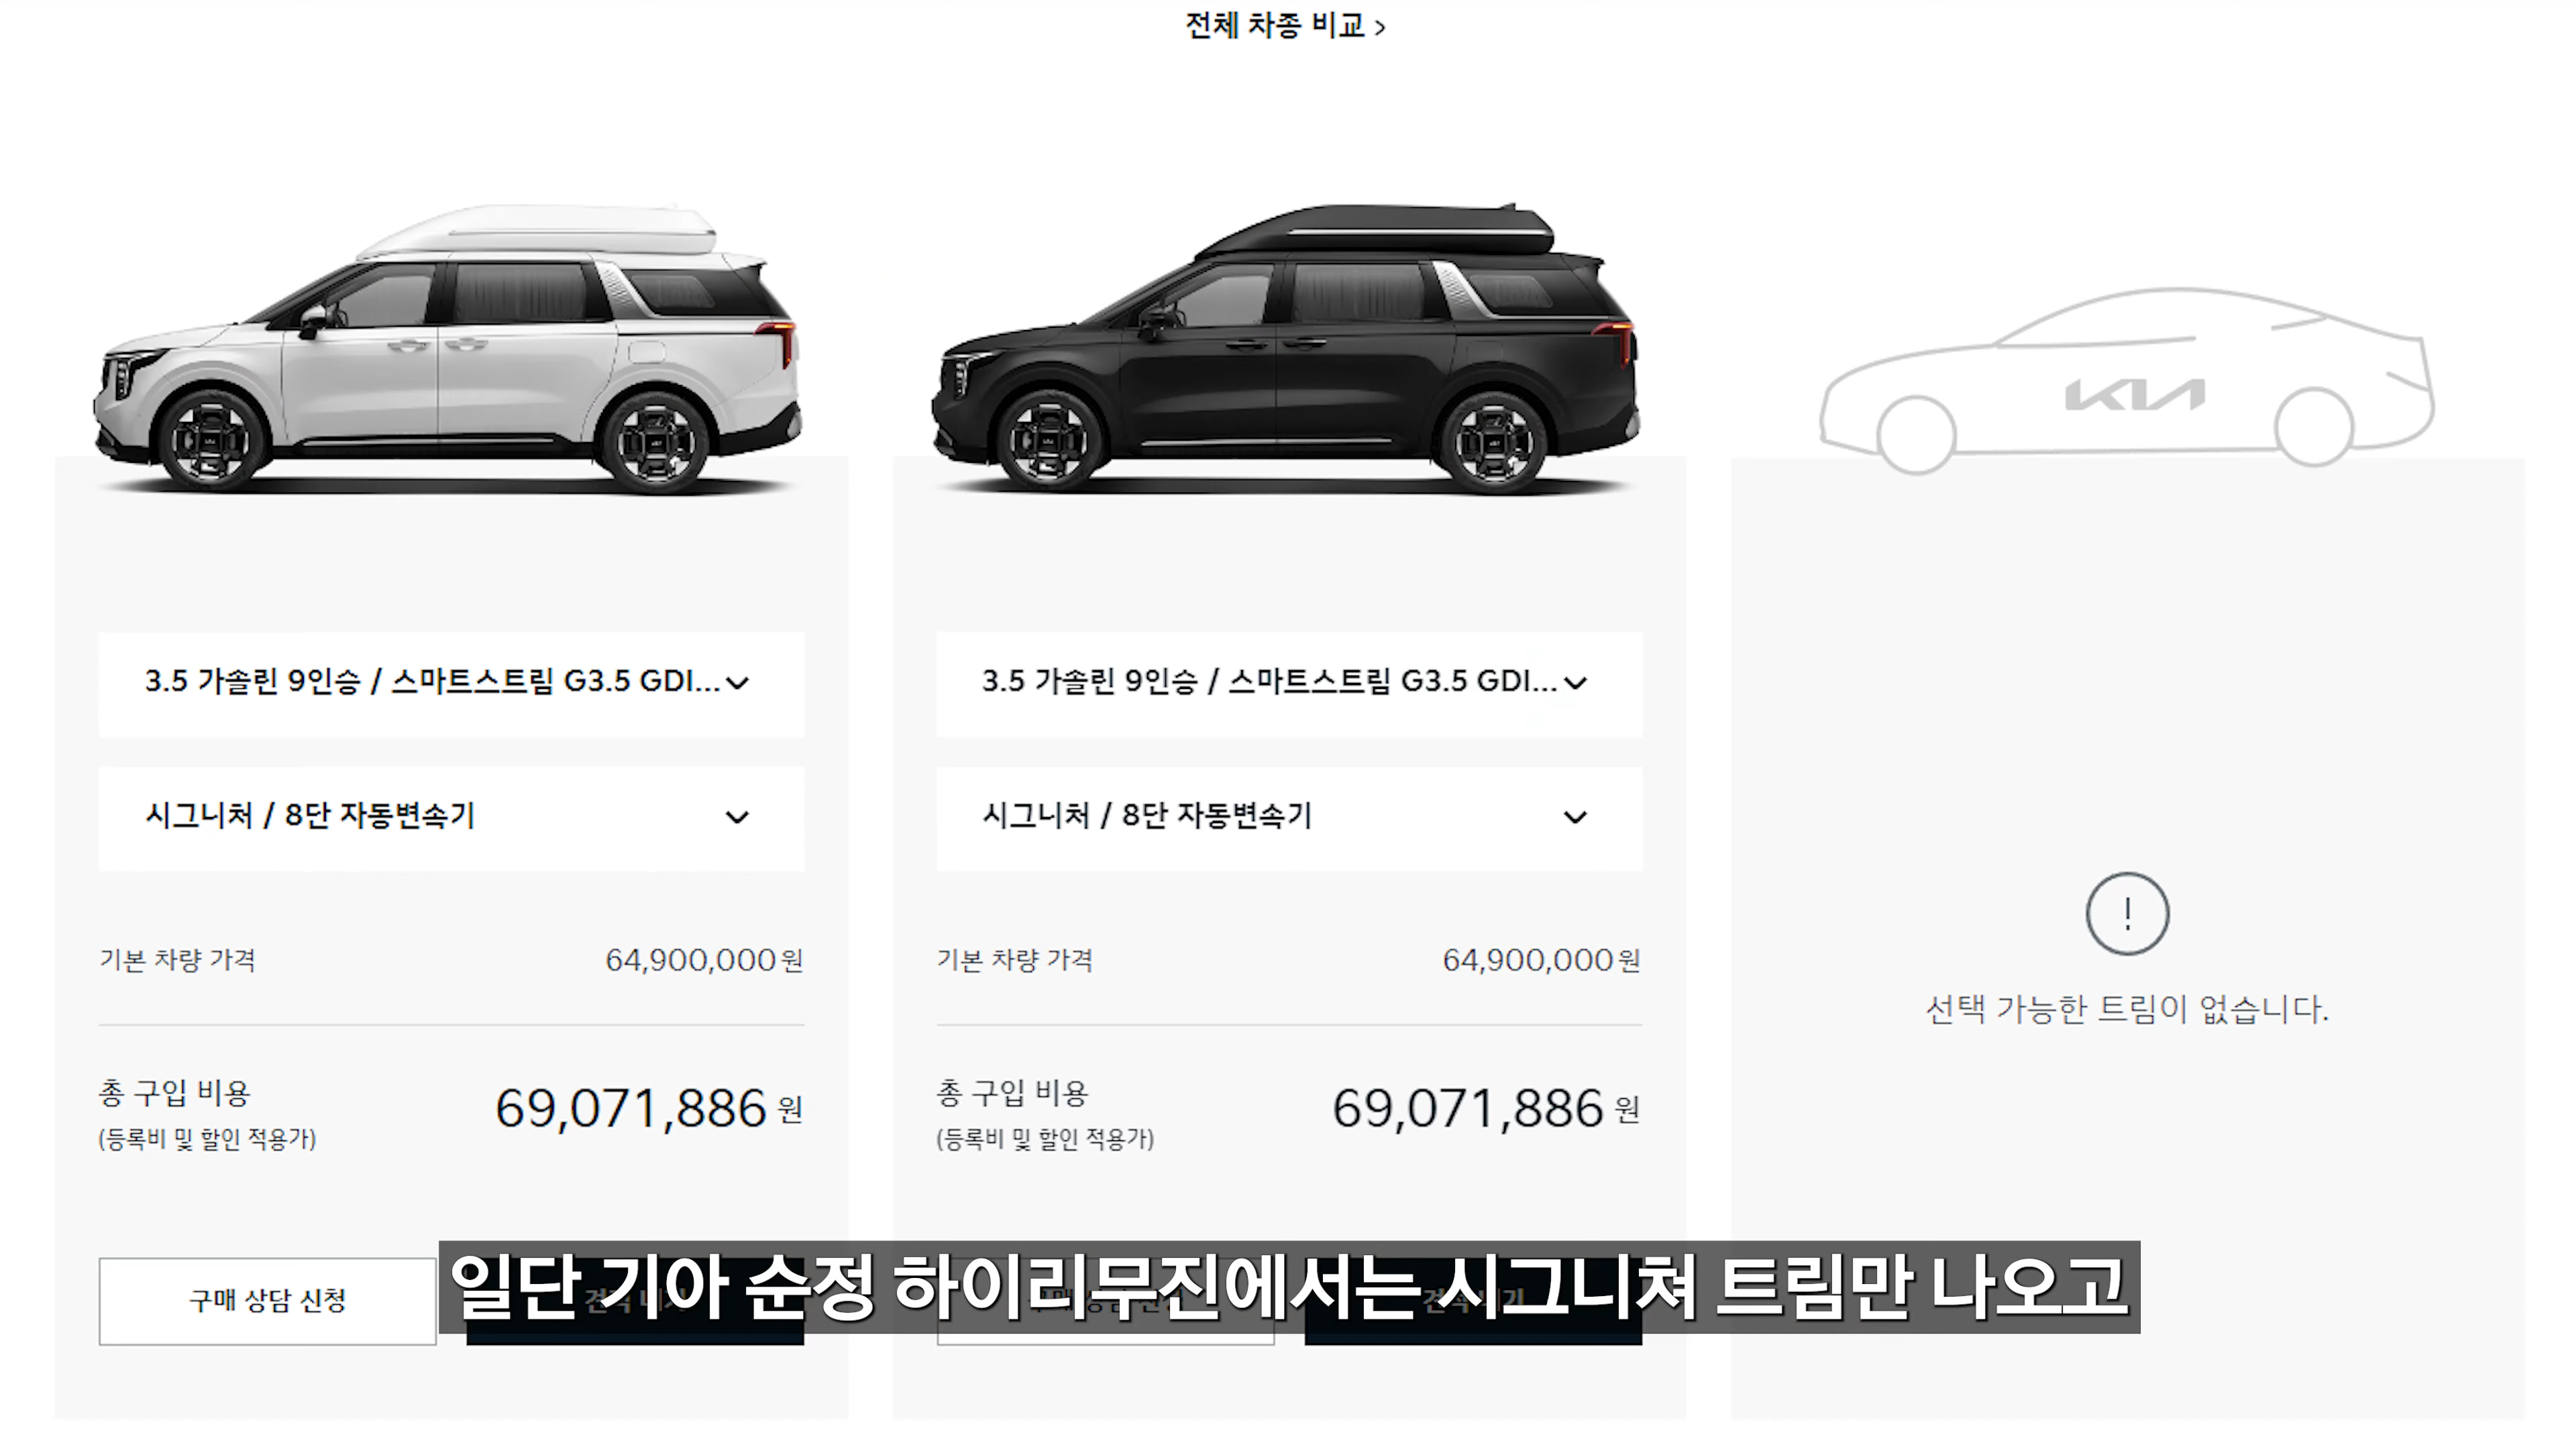 전체 차종 비교 >
KIA
3.5 가솔린 9인승 / 스마트스트림 G3.5 GDI...
시그니처 / 8단 자동변속기
기본 차량 가격 64,900,000원
총 구입 비용 69,071,886 원
(등록비 및 할인 적용가)
구매 상담 신청
3.5 가솔린 9인승 / 스마트스트림 G3.5 GDI...
시그니처 / 8단 자동변속기
기본 차량 가격 64,900,000원
총 구입 비용 69,071,886 원
(등록비 및 할인 적용가)
선택 가능한 트림이 없습니다.
일단 기아 순정 하이리무진에서는 시그니쳐 트림만 나오고